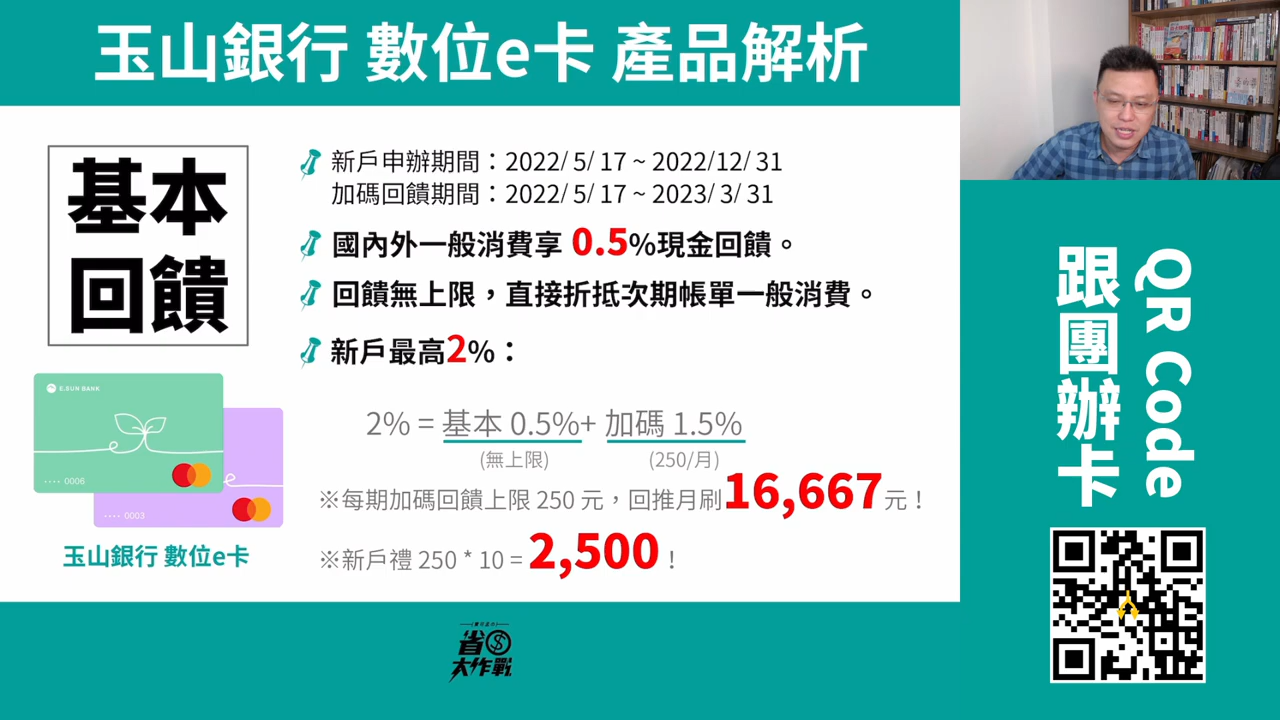 玉山銀行 數位e卡 產品解析
基本
回饋
新戶申辦期間：2022/ 5/ 17 ~ 2022/12/ 31
加碼回饋期間：2022/ 5/ 17 ~ 2023/ 3/ 31
國內外一般消費享 0.5%現金回饋。
回饋無上限，直接折抵次期帳單一般消費。
新戶最高2%：
2% = 基本 0.5%+ 加碼 1.5%
(無上限) (250/月)
※每期加碼回饋上限 250 元，回推月刷16,667元！
※新戶禮 250 * 10 = 2,500！
E.SUN BANK
···· 0006
···· 0003
玉山銀行 數位e卡
省$
大作戰
QR Code
跟團辦卡